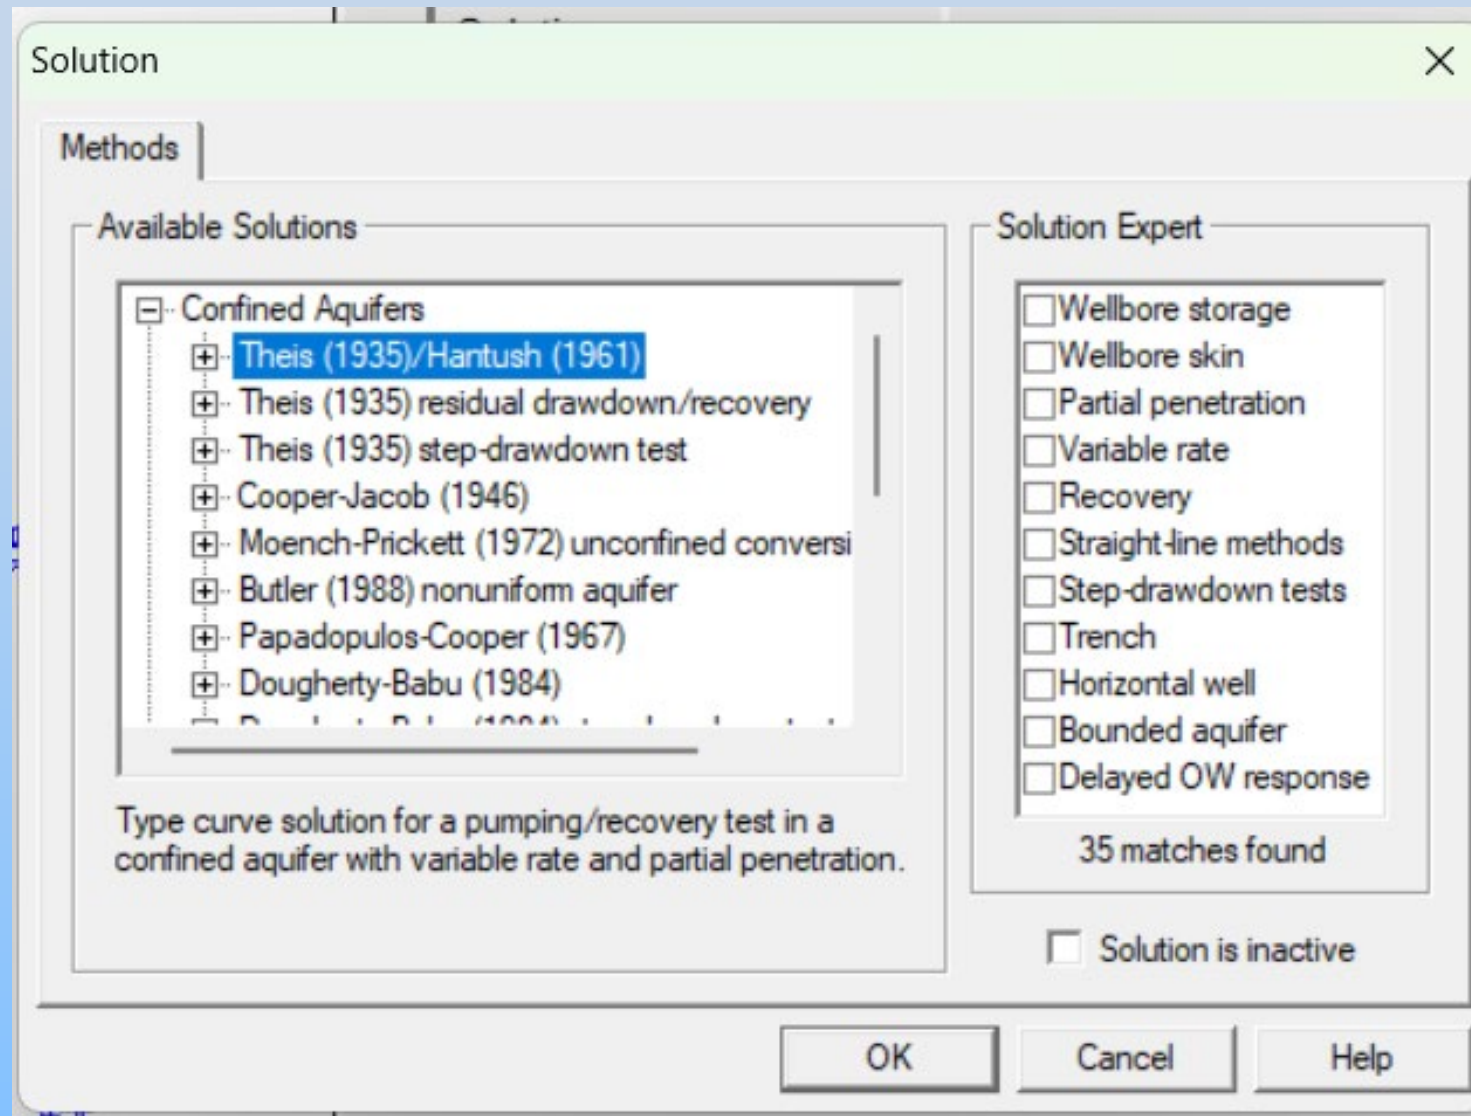 Solution
Methods
Available Solutions
Confined Aquifers
Theis (1935)/Hantush (1961)
Theis (1935) residual drawdown/recovery
Theis (1935) step-drawdown test
Cooper-Jacob (1946)
Moench-Prickett (1972) unconfined conversi
Butler (1988) nonuniform aquifer
Papadopulos-Cooper (1967)
Dougherty-Babu (1984)
Type curve solution for a pumping/recovery test in a
confined aquifer with variable rate and partial penetration.
Solution Expert
Wellbore storage
Wellbore skin
Partial penetration
Variable rate
Recovery
Straight-line methods
Step-drawdown tests
Trench
Horizontal well
Bounded aquifer
Delayed OW response
35 matches found
Solution is inactive
OK
Cancel
Help